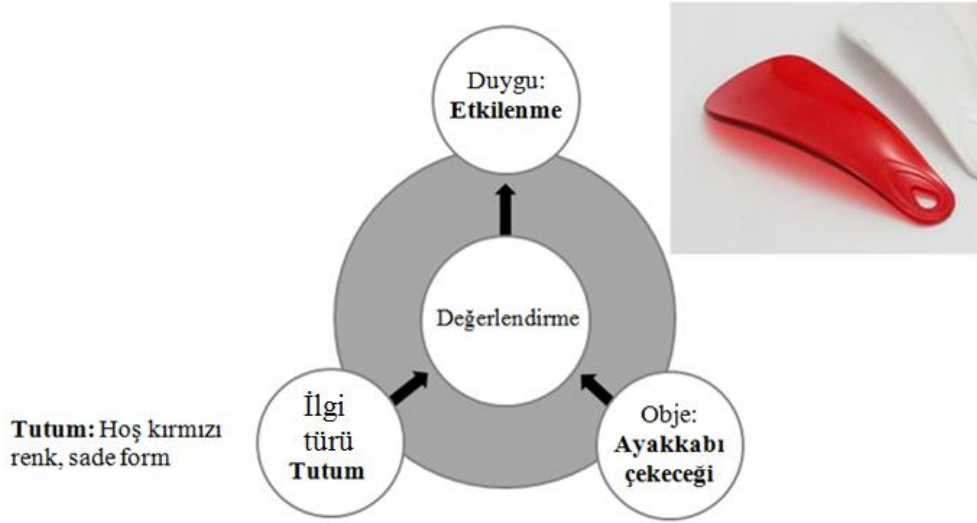 Duygu:
Etkilenme
Değerlendirme
İlgi
türü
Tutum
Tutum: Hoş kırmızı
renk, sade form
Obje:
Ayakkabı
çekeceği